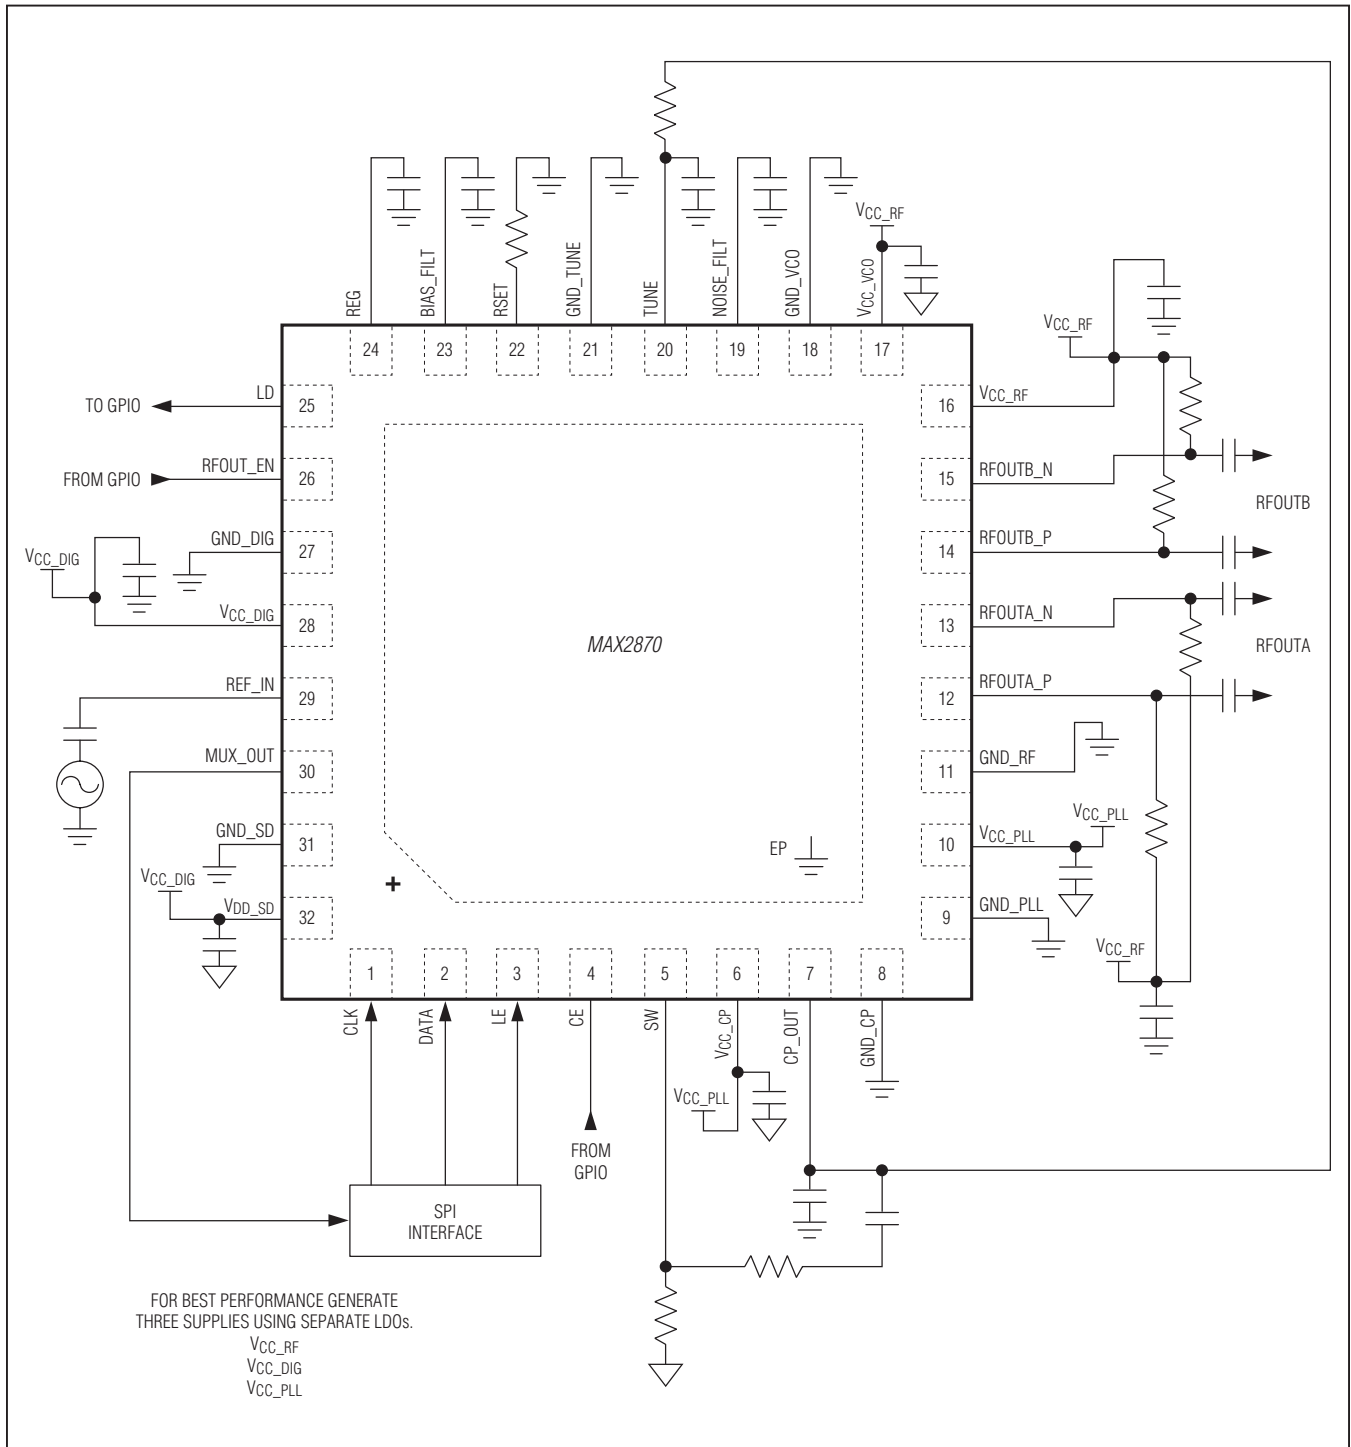 REG
BIAS_FILT
RSET
GND_TUNE
TUNE
NOISE_FILT
GND_VCO
VCC_VCO
VCC_RF
24
23
22
21
20
19
18
17
TO GPIO
LD
25
FROM GPIO
RFOUT_EN
26
GND_DIG
27
VCC_DIG
VCC_DIG
28
REF_IN
29
MUX_OUT
30
GND_SD
31
VCC_DIG
VDD_SD
32
MAX2870
EP
+
VCC_RF
16
VCC_RF
15
RFOUTB_N
RFOUTB
14
RFOUTB_P
13
RFOUTA_N
RFOUTA
12
RFOUTA_P
11
GND_RF
10
VCC_PLL
VCC_PLL
9
GND_PLL
VCC_RF
1
2
3
4
5
6
7
8
CLK
DATA
LE
CE
SW
VCC_CP
CP_OUT
GND_CP
VCC_PLL
FROM
GPIO
SPI
INTERFACE
FOR BEST PERFORMANCE GENERATE
THREE SUPPLIES USING SEPARATE LDOs.
VCC_RF
VCC_DIG
VCC_PLL